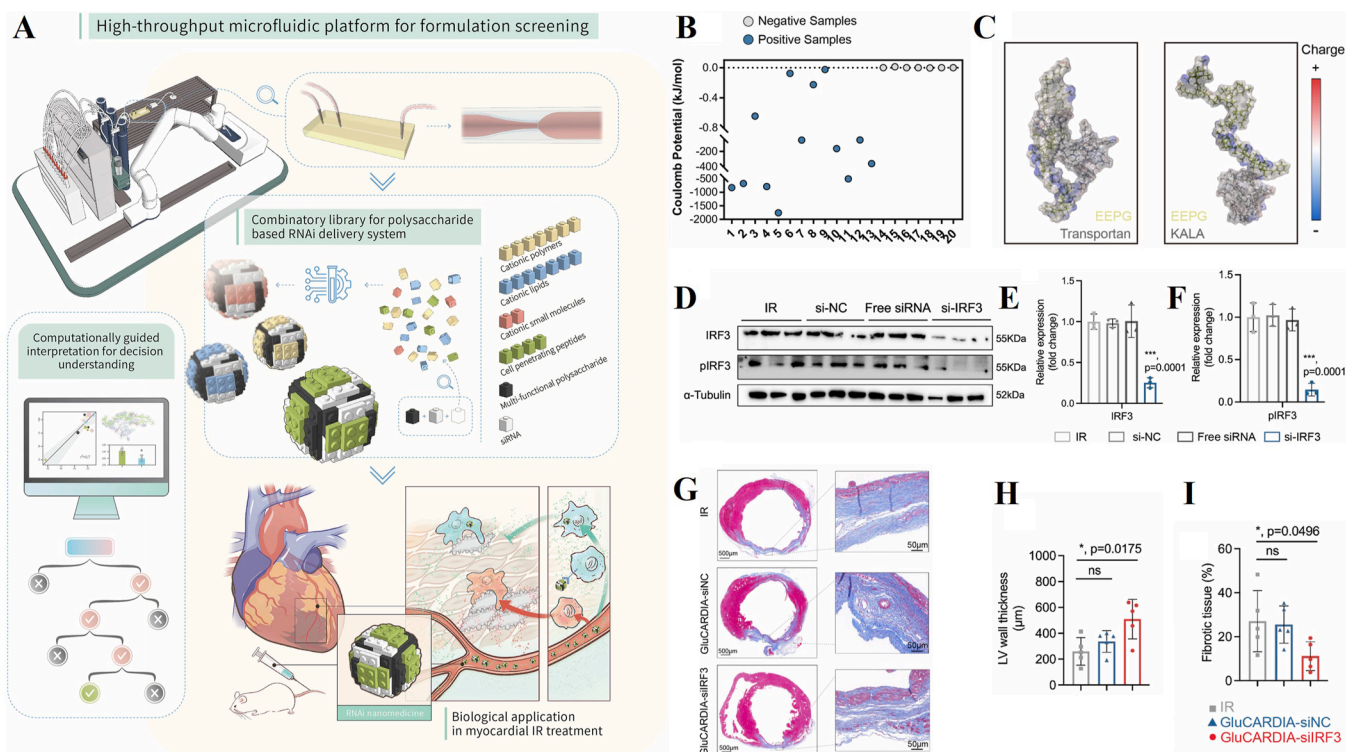 A
High-throughput microfluidic platform for formulation screening
Combinatory library for polysaccharide
based RNAi delivery system
Cationic polymers
Cationic lipids
Cationic small molecules
Cell penetrating peptides
Multi-functional polysaccharide
siRNA
Computationally guided
interpretation for decision
understanding
RNAi nanomedicine
Biological application
in myocardial IR treatment
B
Negative Samples
Positive Samples
Coulomb Potential (kJ/mol)
0.0
-0.4
-0.8
-200
-400
-500
-1000
-1500
-2000
1 2 3 4 5 6 7 8 9 10 11 12 13 14 15 16 17 18 19 20
C
EEPG
Transportan
EEPG
KALA
Charge
+
-
D
IR si-NC Free siRNA si-IRF3
IRF3 55KDa
pIRF3 55KDa
α-Tubulin 52kDa
E
Relative expression
(fold change)
1.5
1.0
0.5
0.0
***,
p=0.0001
IRF3
F
Relative expression
(fold change)
1.5
1.0
0.5
0.0
***,
p=0.0001
pIRF3
IR si-NC Free siRNA si-IRF3
G
IR
500μm
50μm
GluCARDIA-siNC
500μm
50μm
GluCARDIA-siIRF3
500μm
50μm
H
LV wall thickness
(μm)
1000
800
600
400
200
0
*, p=0.0175
ns
I
Fibrotic tissue (%)
60
40
20
0
*, p=0.0496
ns
IR
GluCARDIA-siNC
GluCARDIA-siIRF3